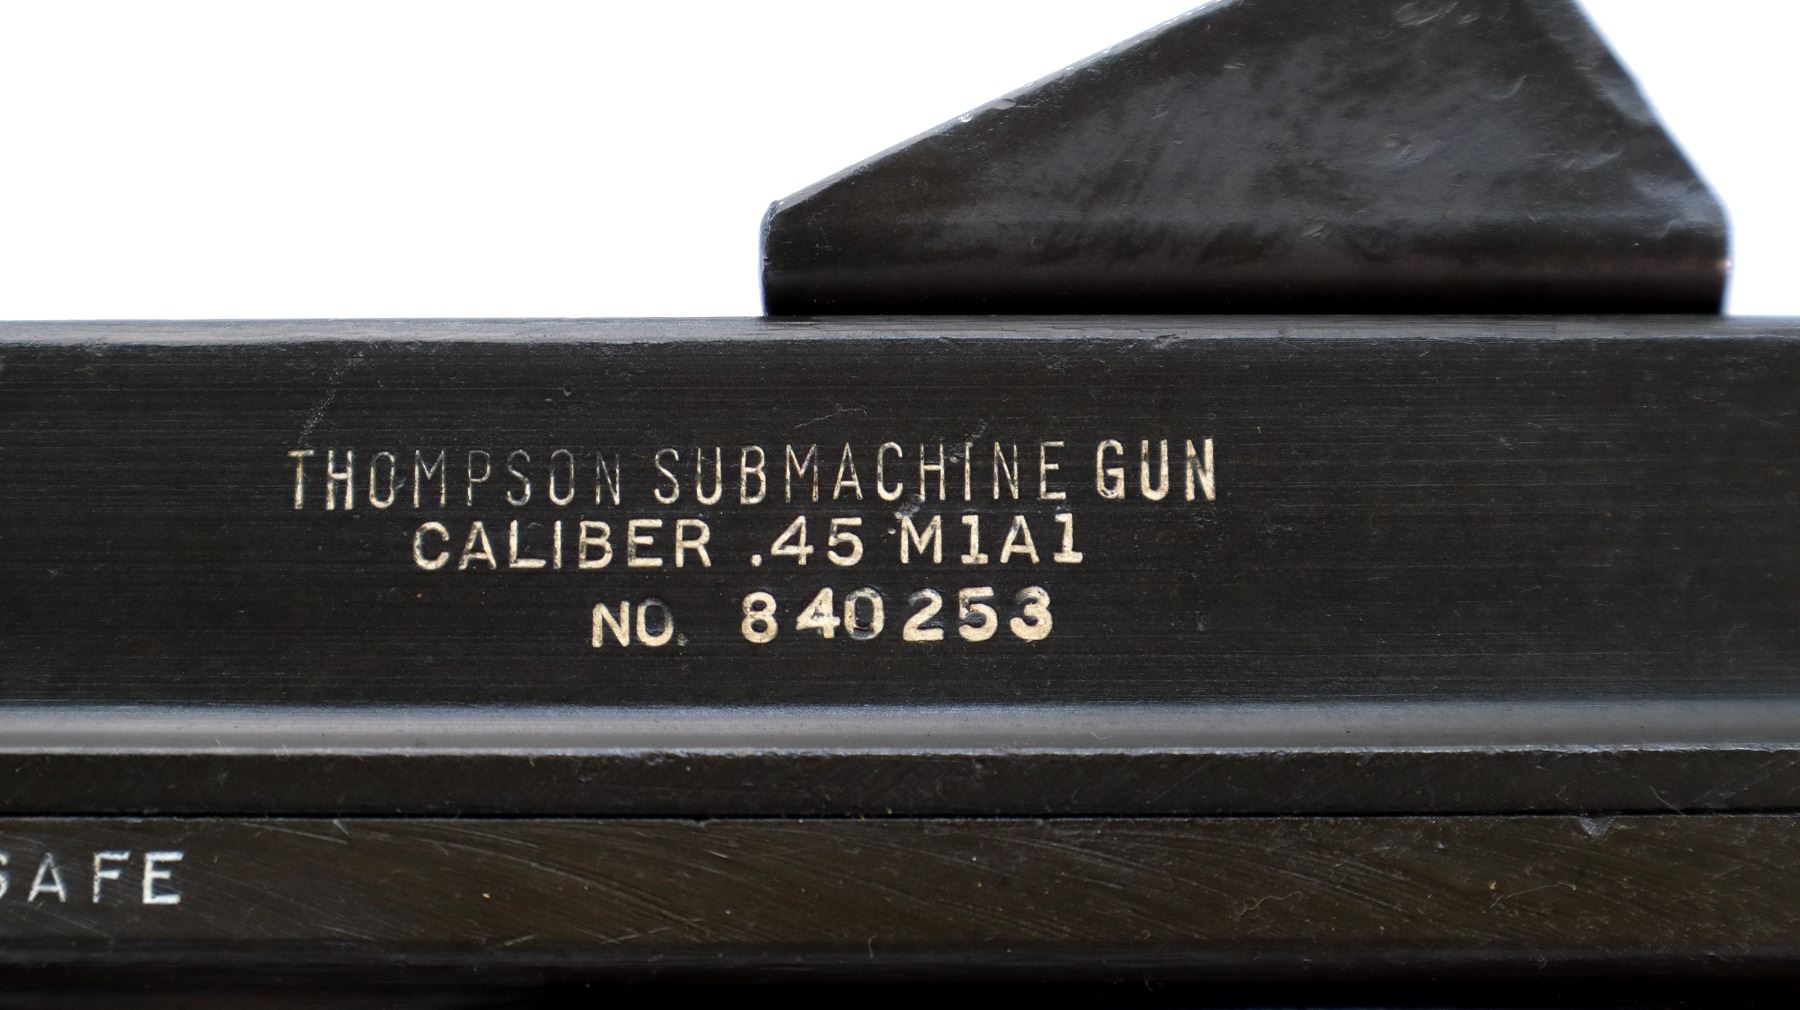 THOMPSON SUBMACHINE GUN
CALIBER .45 M1A1
NO. 840253
SAFE